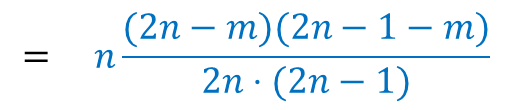 = n (2n − m)(2n − 1 − m) / 2n · (2n − 1)